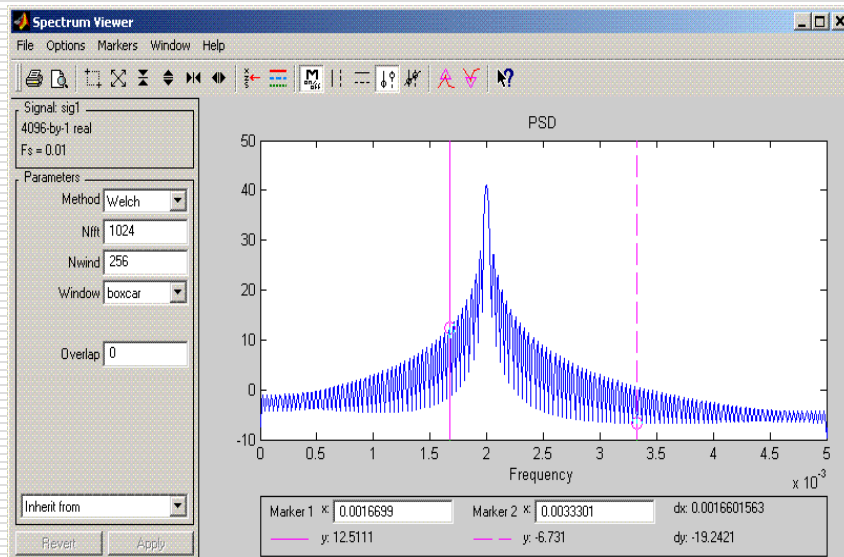 Spectrum Viewer
File Options Markers Window Help
Signal: sig1
4096-by-1 real
Fs = 0.01
Parameters
Method Welch
Nfft 1024
Nwind 256
Window boxcar
Overlap 0
Inherit from
Revert Apply
PSD
50
40
30
20
10
0
-10
0 0.5 1 1.5 2 2.5 3 3.5 4 4.5 5
x 10⁻³
Frequency
Marker 1 x: 0.0016699 Marker 2 x: 0.0033301 dx: 0.0016601563
y: 12.5111 y: -6.731 dy: -19.2421